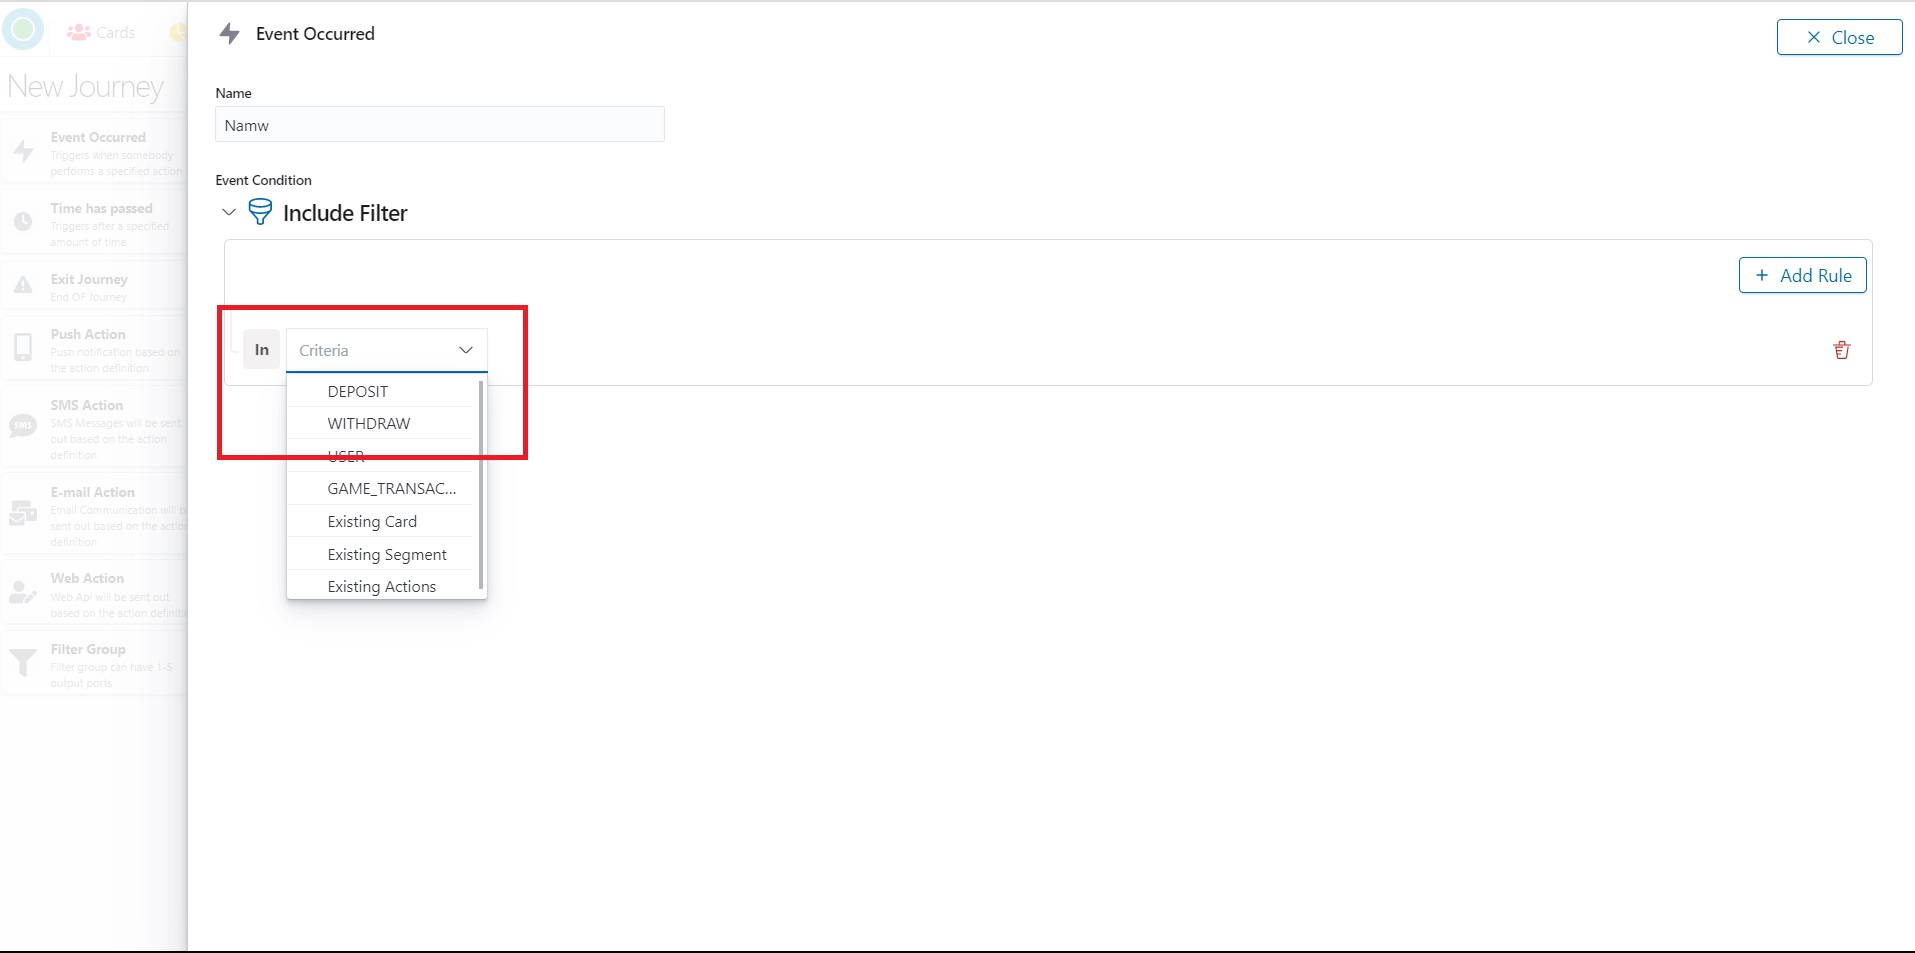 Cards
New Journey
Event Occurred
Triggers when somebody
performs a specified action
Time has passed
Triggers after a specified
amount of time
Exit Journey
End OF Journey
Push Action
Push notification based on
the action definition
SMS Action
SMS
SMS Messages will be sent
out based on the action
definition
E-mail Action
Email Communication will be
sent out based on the action
definition
Web Action
Web Api will be sent out
based on the action definitio
Filter Group
Filter group can have 1-5
output ports
Event Occurred
Close
Name
Namw
Event Condition
Include Filter
+ Add Rule
In
Criteria
DEPOSIT
WITHDRAW
USER
GAME_TRANSAC...
Existing Card
Existing Segment
Existing Actions